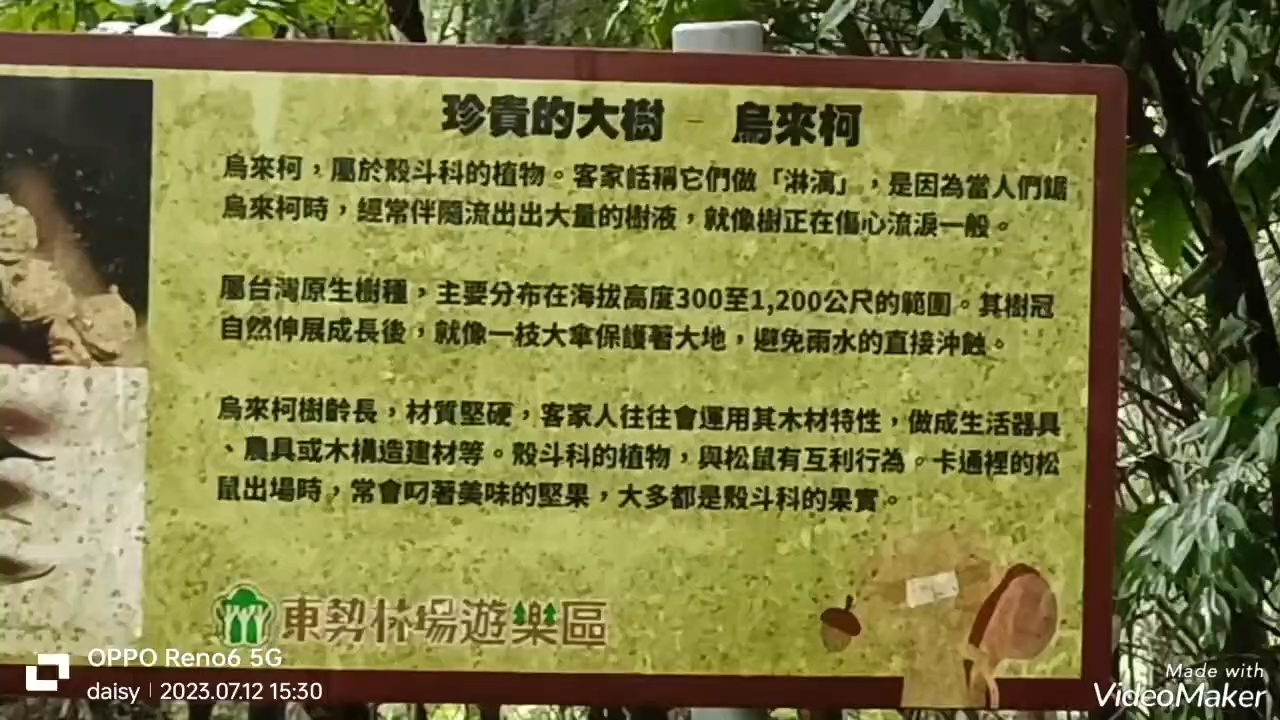 珍貴的大樹 – 烏來柯
烏來柯，屬於殼斗科的植物。客家話稱它們做「淋漓」，是因為當人們鋸
烏來柯時，經常伴隨流出出大量的樹液，就像樹正在傷心流淚一般。
屬台灣原生樹種，主要分布在海拔高度300至1,200公尺的範圍。其樹冠
自然伸展成長後，就像一枝大傘保護著大地，避免雨水的直接沖蝕。
烏來柯樹齡長，材質堅硬，客家人往往會運用其木材特性，做成生活器具
、農具或木構造建材等。殼斗科的植物，與松鼠有互利行為。卡通裡的松
鼠出場時，常會叼著美味的堅果，大多都是殼斗科的果實。
東勢林場遊樂區
OPPO Reno6 5G
daisy | 2023.07.12 15:30
Made with
VideoMaker